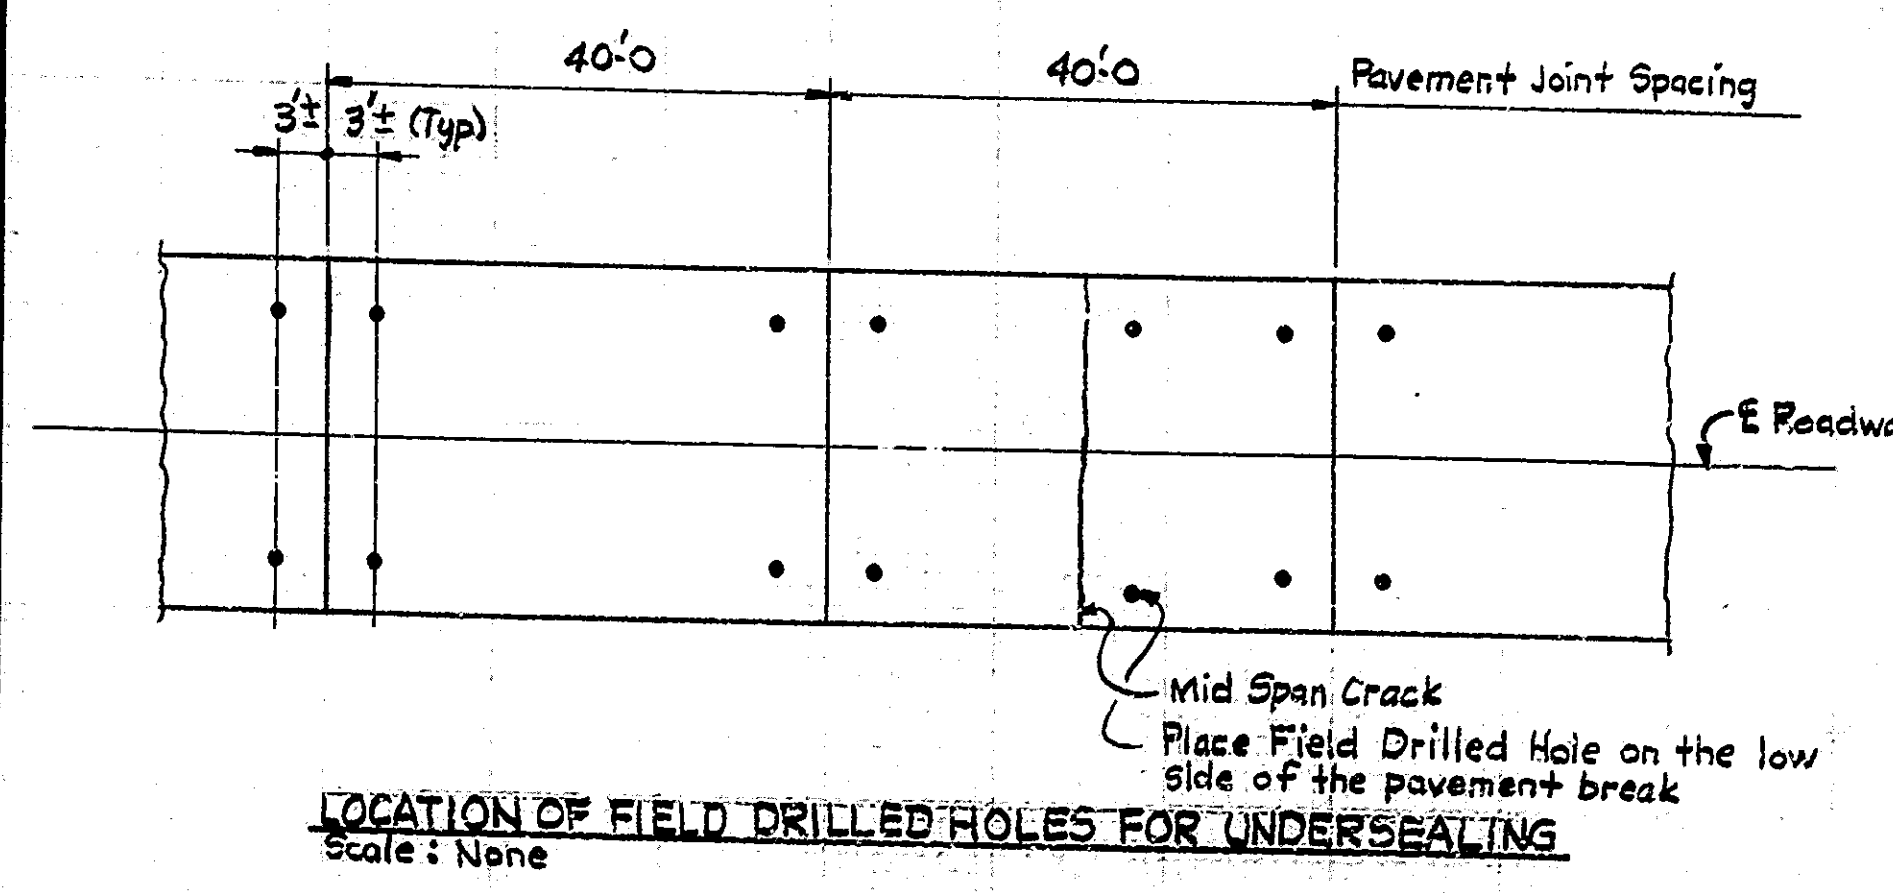 40'-0
40'-0
Pavement Joint Spacing
3'± 3'± (Typ)
℄ Roadwa
Mid Span Crack
Place Field Drilled Hole on the low
side of the pavement break
LOCATION OF FIELD DRILLED HOLES FOR UNDERSEALING
Scale: None